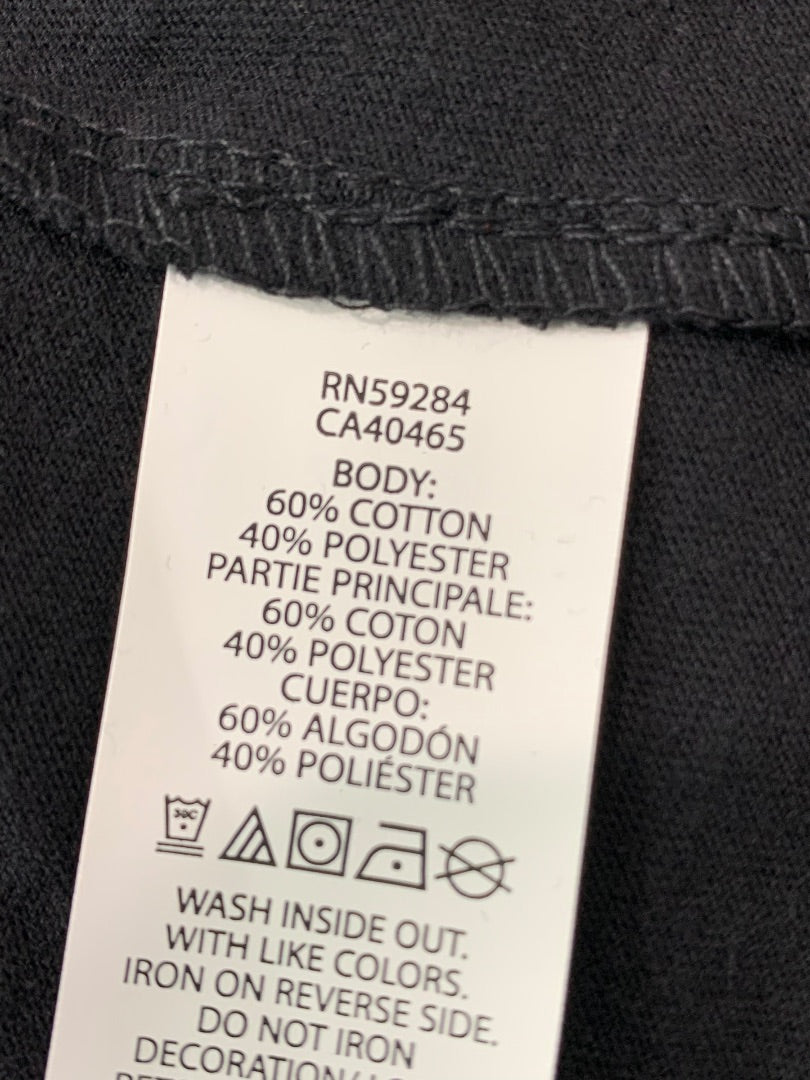 RN59284
CA40465
BODY:
60% COTTON
40% POLYESTER
PARTIE PRINCIPALE:
60% COTON
40% POLYESTER
CUERPO:
60% ALGODÓN
40% POLIÉSTER
30C
WASH INSIDE OUT.
WITH LIKE COLORS.
IRON ON REVERSE SIDE.
DO NOT IRON
DECORATION/